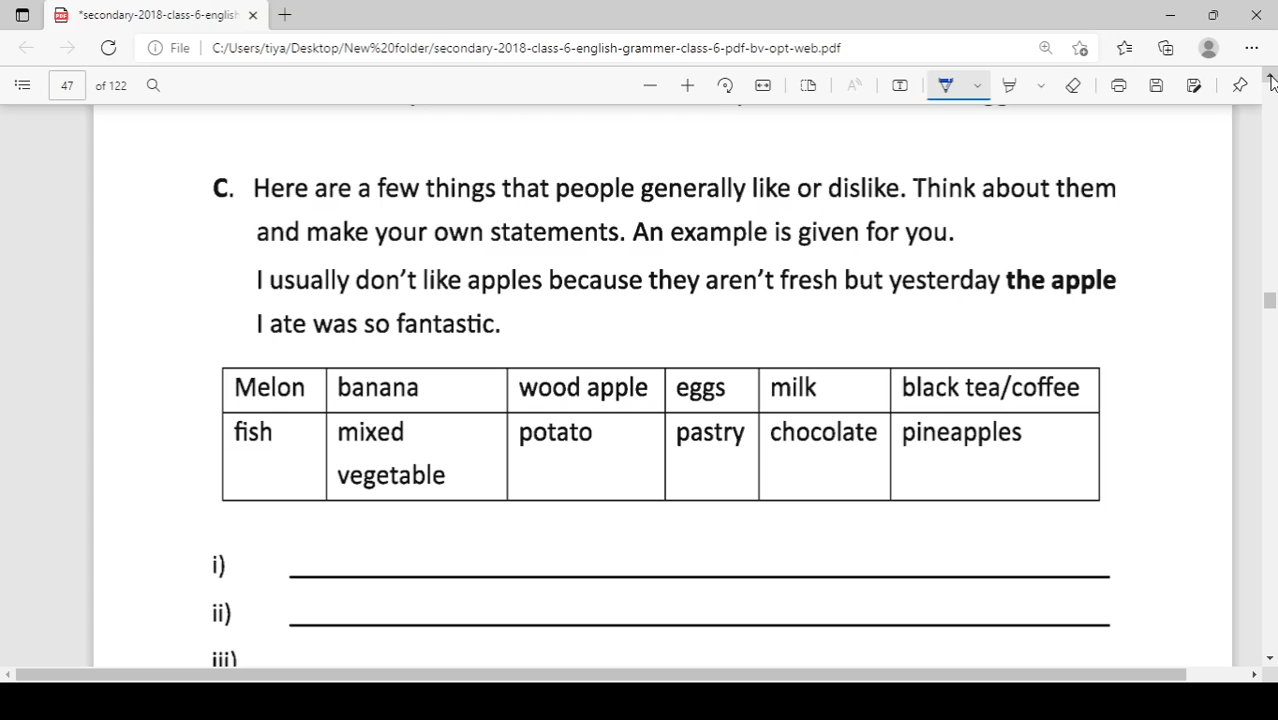 *secondary-2018-class-6-english
File C:/Users/tiya/Desktop/New%20folder/secondary-2018-class-6-english-grammer-class-6-pdf-bv-opt-web.pdf
47 of 122
C. Here are a few things that people generally like or dislike. Think about them
and make your own statements. An example is given for you.
I usually don't like apples because they aren't fresh but yesterday the apple
I ate was so fantastic.
Melon banana wood apple eggs milk black tea/coffee
fish mixed potato pastry chocolate pineapples
vegetable
i)
ii)
iii)